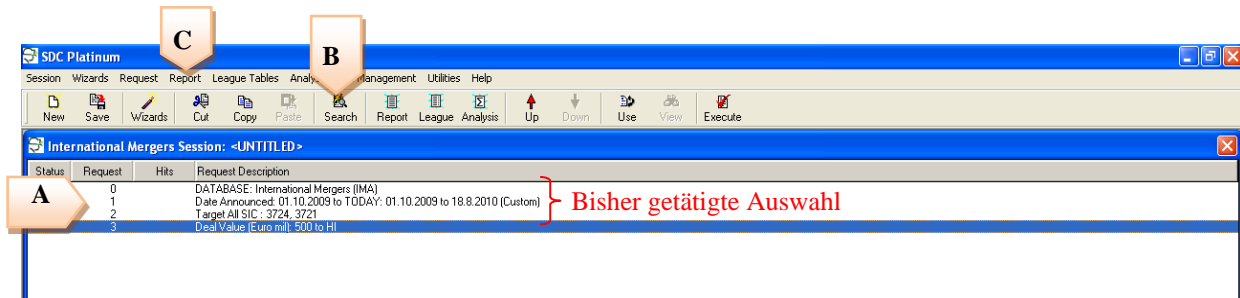 C
B
SDC Platinum
Session Wizards Request Report League Tables Analy anagement Utilities Help
New Save Wizards Cut Copy Paste Search Report League Analysis Up Down Use View Execute
International Mergers Session: <UNTITLED>
Status Request Hits Request Description
A
0 DATABASE: International Mergers (IMA)
1 Date Announced: 01.10.2009 to TODAY: 01.10.2009 to 18.8.2010 (Custom)
2 Target All SIC : 3724, 3721
3 Deal Value (Euro mil): 500 to HI
Bisher getätigte Auswahl